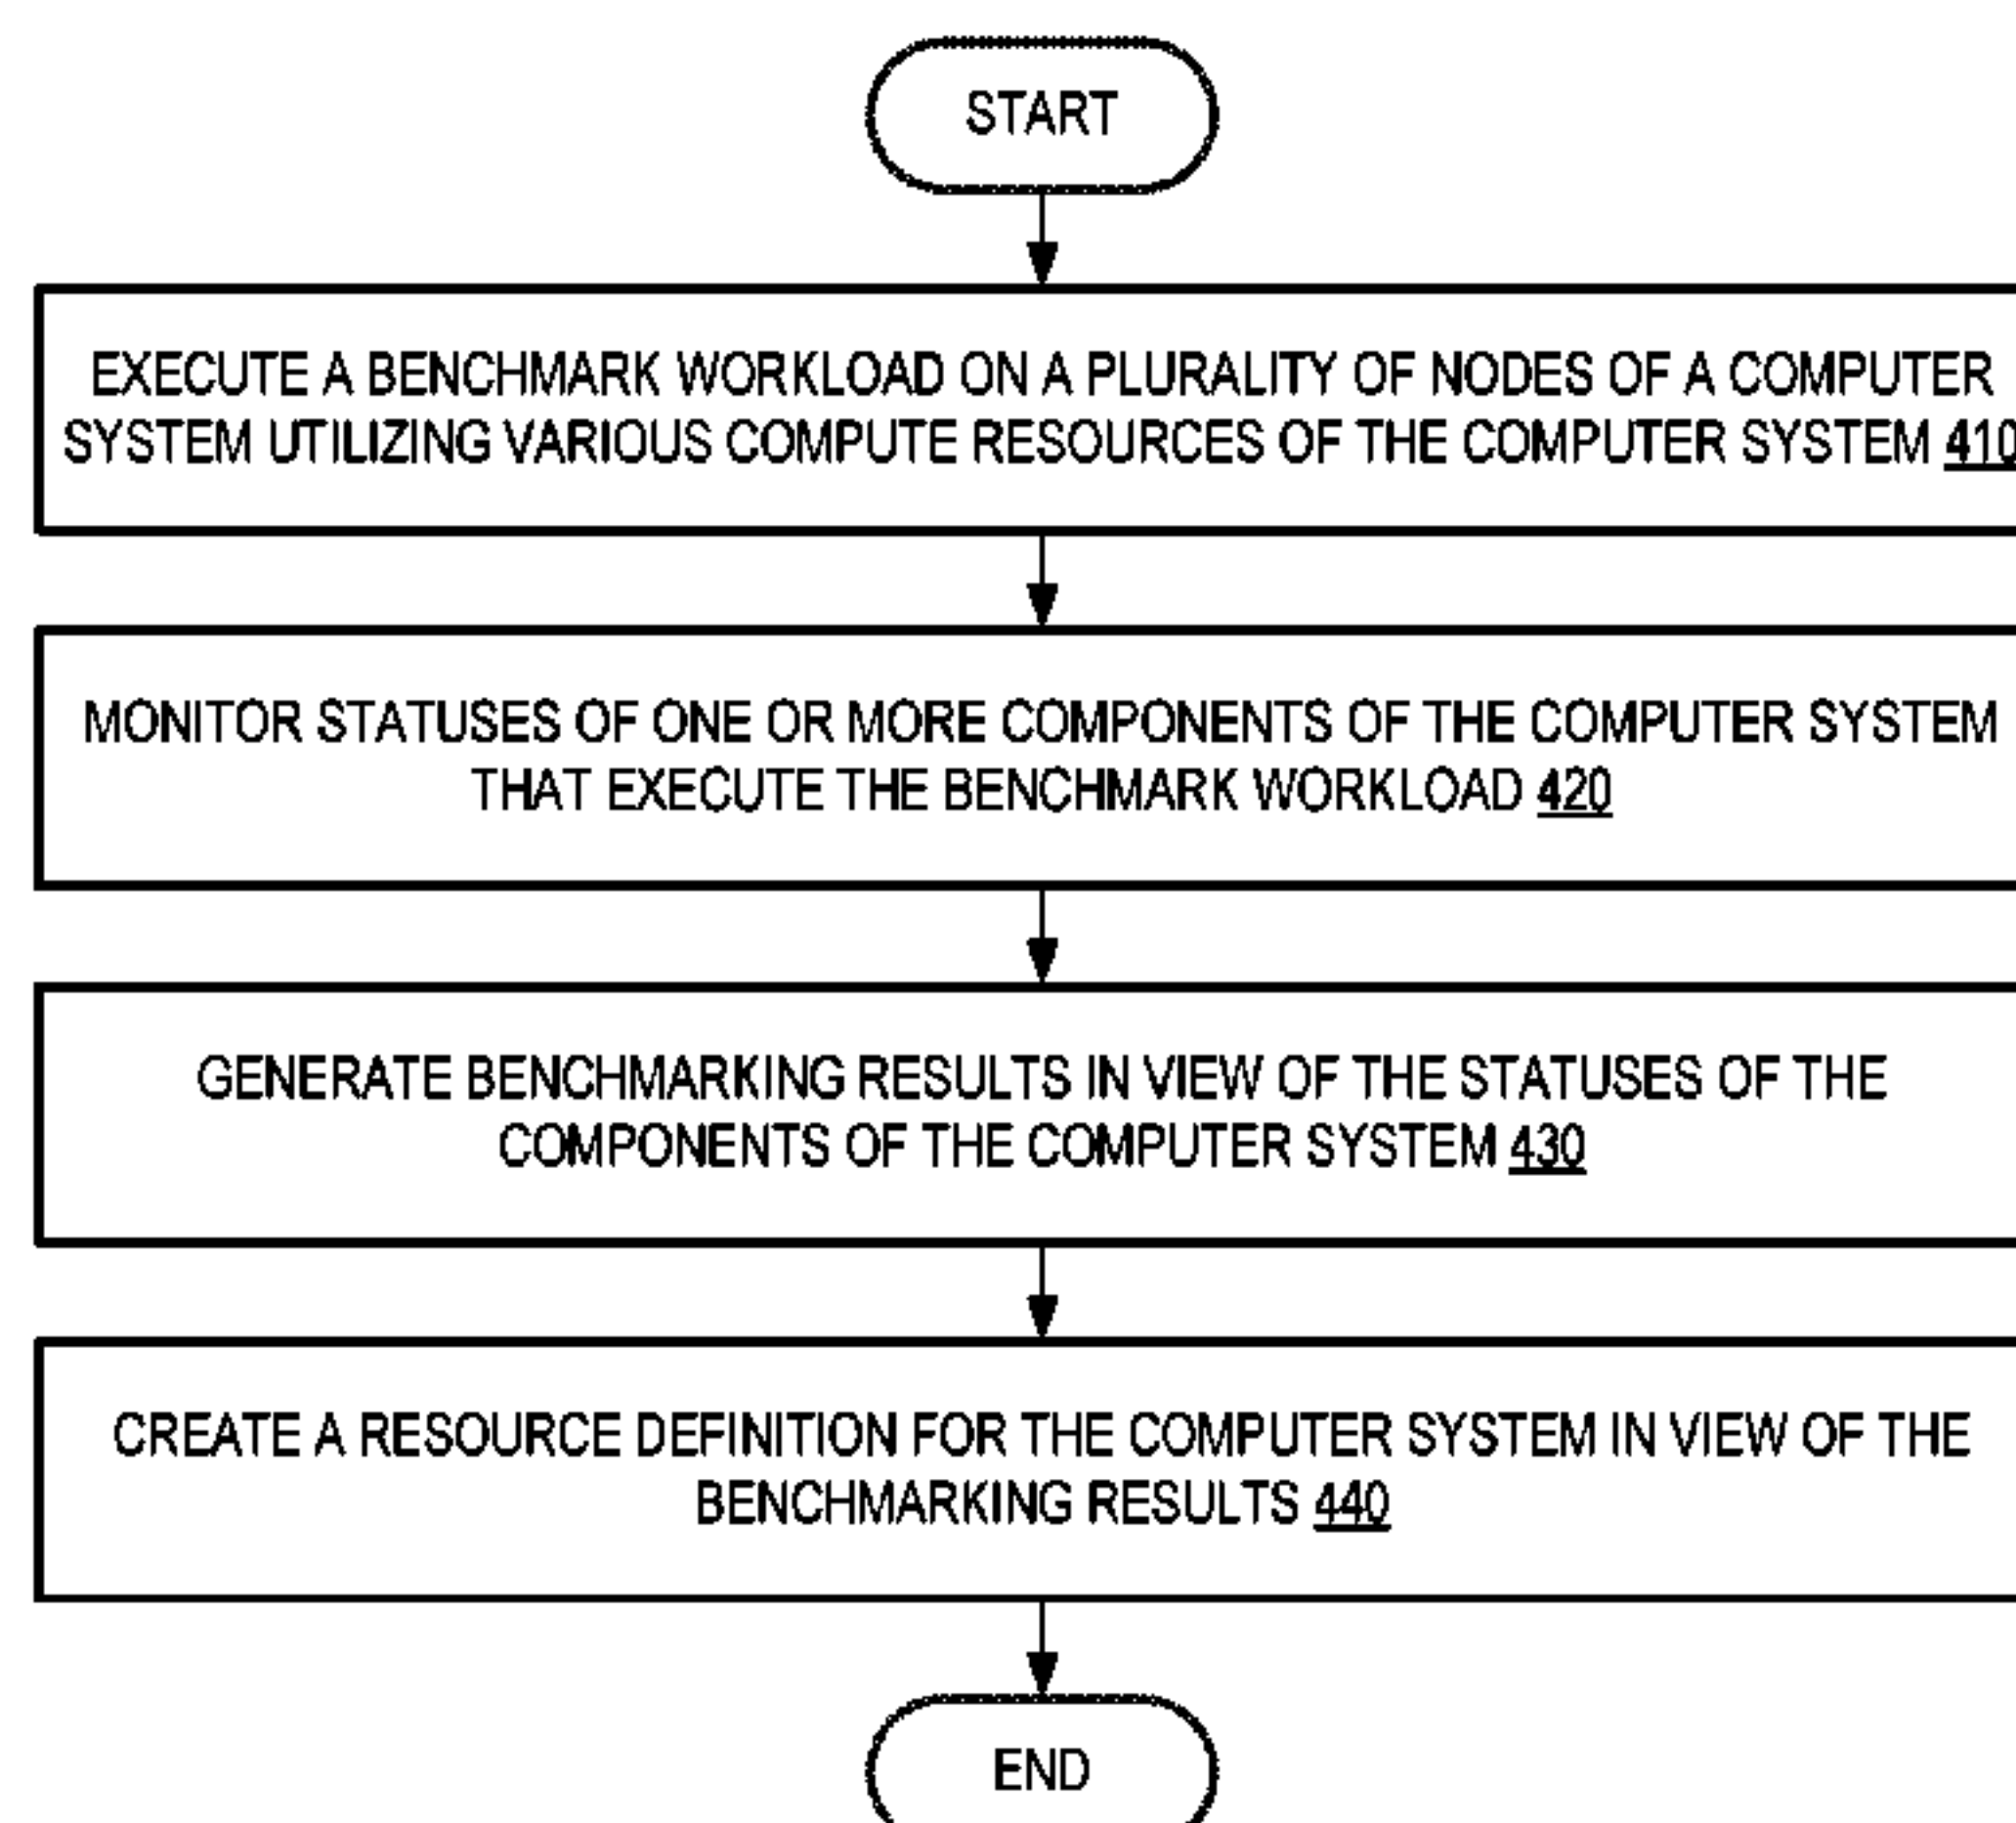 START
EXECUTE A BENCHMARK WORKLOAD ON A PLURALITY OF NODES OF A COMPUTER
SYSTEM UTILIZING VARIOUS COMPUTE RESOURCES OF THE COMPUTER SYSTEM 410
MONITOR STATUSES OF ONE OR MORE COMPONENTS OF THE COMPUTER SYSTEM
THAT EXECUTE THE BENCHMARK WORKLOAD 420
GENERATE BENCHMARKING RESULTS IN VIEW OF THE STATUSES OF THE
COMPONENTS OF THE COMPUTER SYSTEM 430
CREATE A RESOURCE DEFINITION FOR THE COMPUTER SYSTEM IN VIEW OF THE
BENCHMARKING RESULTS 440
END